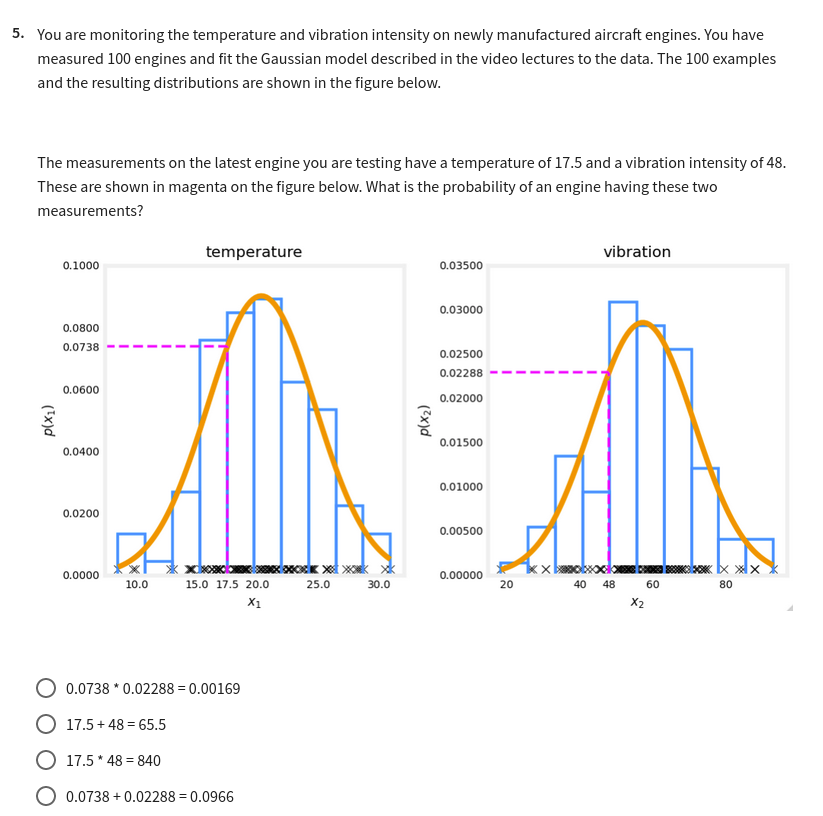 5. You are monitoring the temperature and vibration intensity on newly manufactured aircraft engines. You have
measured 100 engines and fit the Gaussian model described in the video lectures to the data. The 100 examples
and the resulting distributions are shown in the figure below.
The measurements on the latest engine you are testing have a temperature of 17.5 and a vibration intensity of 48.
These are shown in magenta on the figure below. What is the probability of an engine having these two
measurements?
temperature
0.1000
0.0800
0.0738
0.0600
0.0400
0.0200
0.0000
p(x₁)
10.0 15.0 17.5 20.0 25.0 30.0
x₁
vibration
0.03500
0.03000
0.02500
0.02288
0.02000
0.01500
0.01000
0.00500
0.00000
p(x₂)
20 40 48 60 80
x₂
0.0738 * 0.02288 = 0.00169
17.5 + 48 = 65.5
17.5 * 48 = 840
0.0738 + 0.02288 = 0.0966